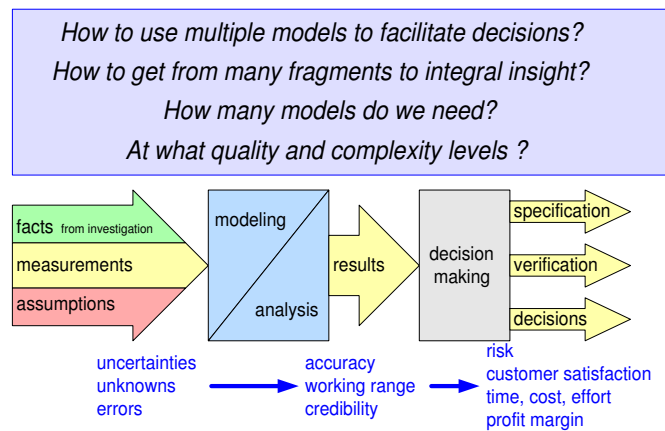 How to use multiple models to facilitate decisions?
How to get from many fragments to integral insight?
How many models do we need?
At what quality and complexity levels ?
facts from investigation
measurements
assumptions
modeling
analysis
results
decision
making
specification
verification
decisions
uncertainties
unknowns
errors
accuracy
working range
credibility
risk
customer satisfaction
time, cost, effort
profit margin